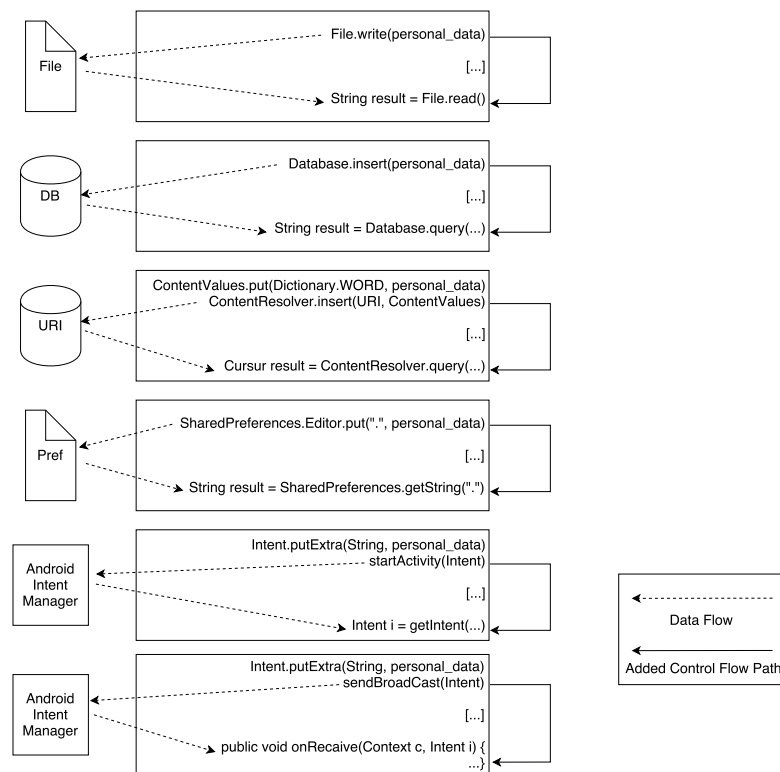 File.write(personal_data)
File
[...]
String result = File.read()
Database.insert(personal_data)
DB
[...]
String result = Database.query(...)
ContentValues.put(Dictionary.WORD, personal_data)
ContentResolver.insert(URI, ContentValues)
URI
[...]
Cursur result = ContentResolver.query(...)
SharedPreferences.Editor.put(".", personal_data)
Pref
[...]
String result = SharedPreferences.getString(".")
Intent.putExtra(String, personal_data)
startActivity(Intent)
Android
Intent
Manager
[...]
Intent i = getIntent(...)
Data Flow
Added Control Flow Path
Intent.putExtra(String, personal_data)
sendBroadCast(Intent)
Android
Intent
Manager
[...]
public void onRecaive(Context c, Intent i) {
...}